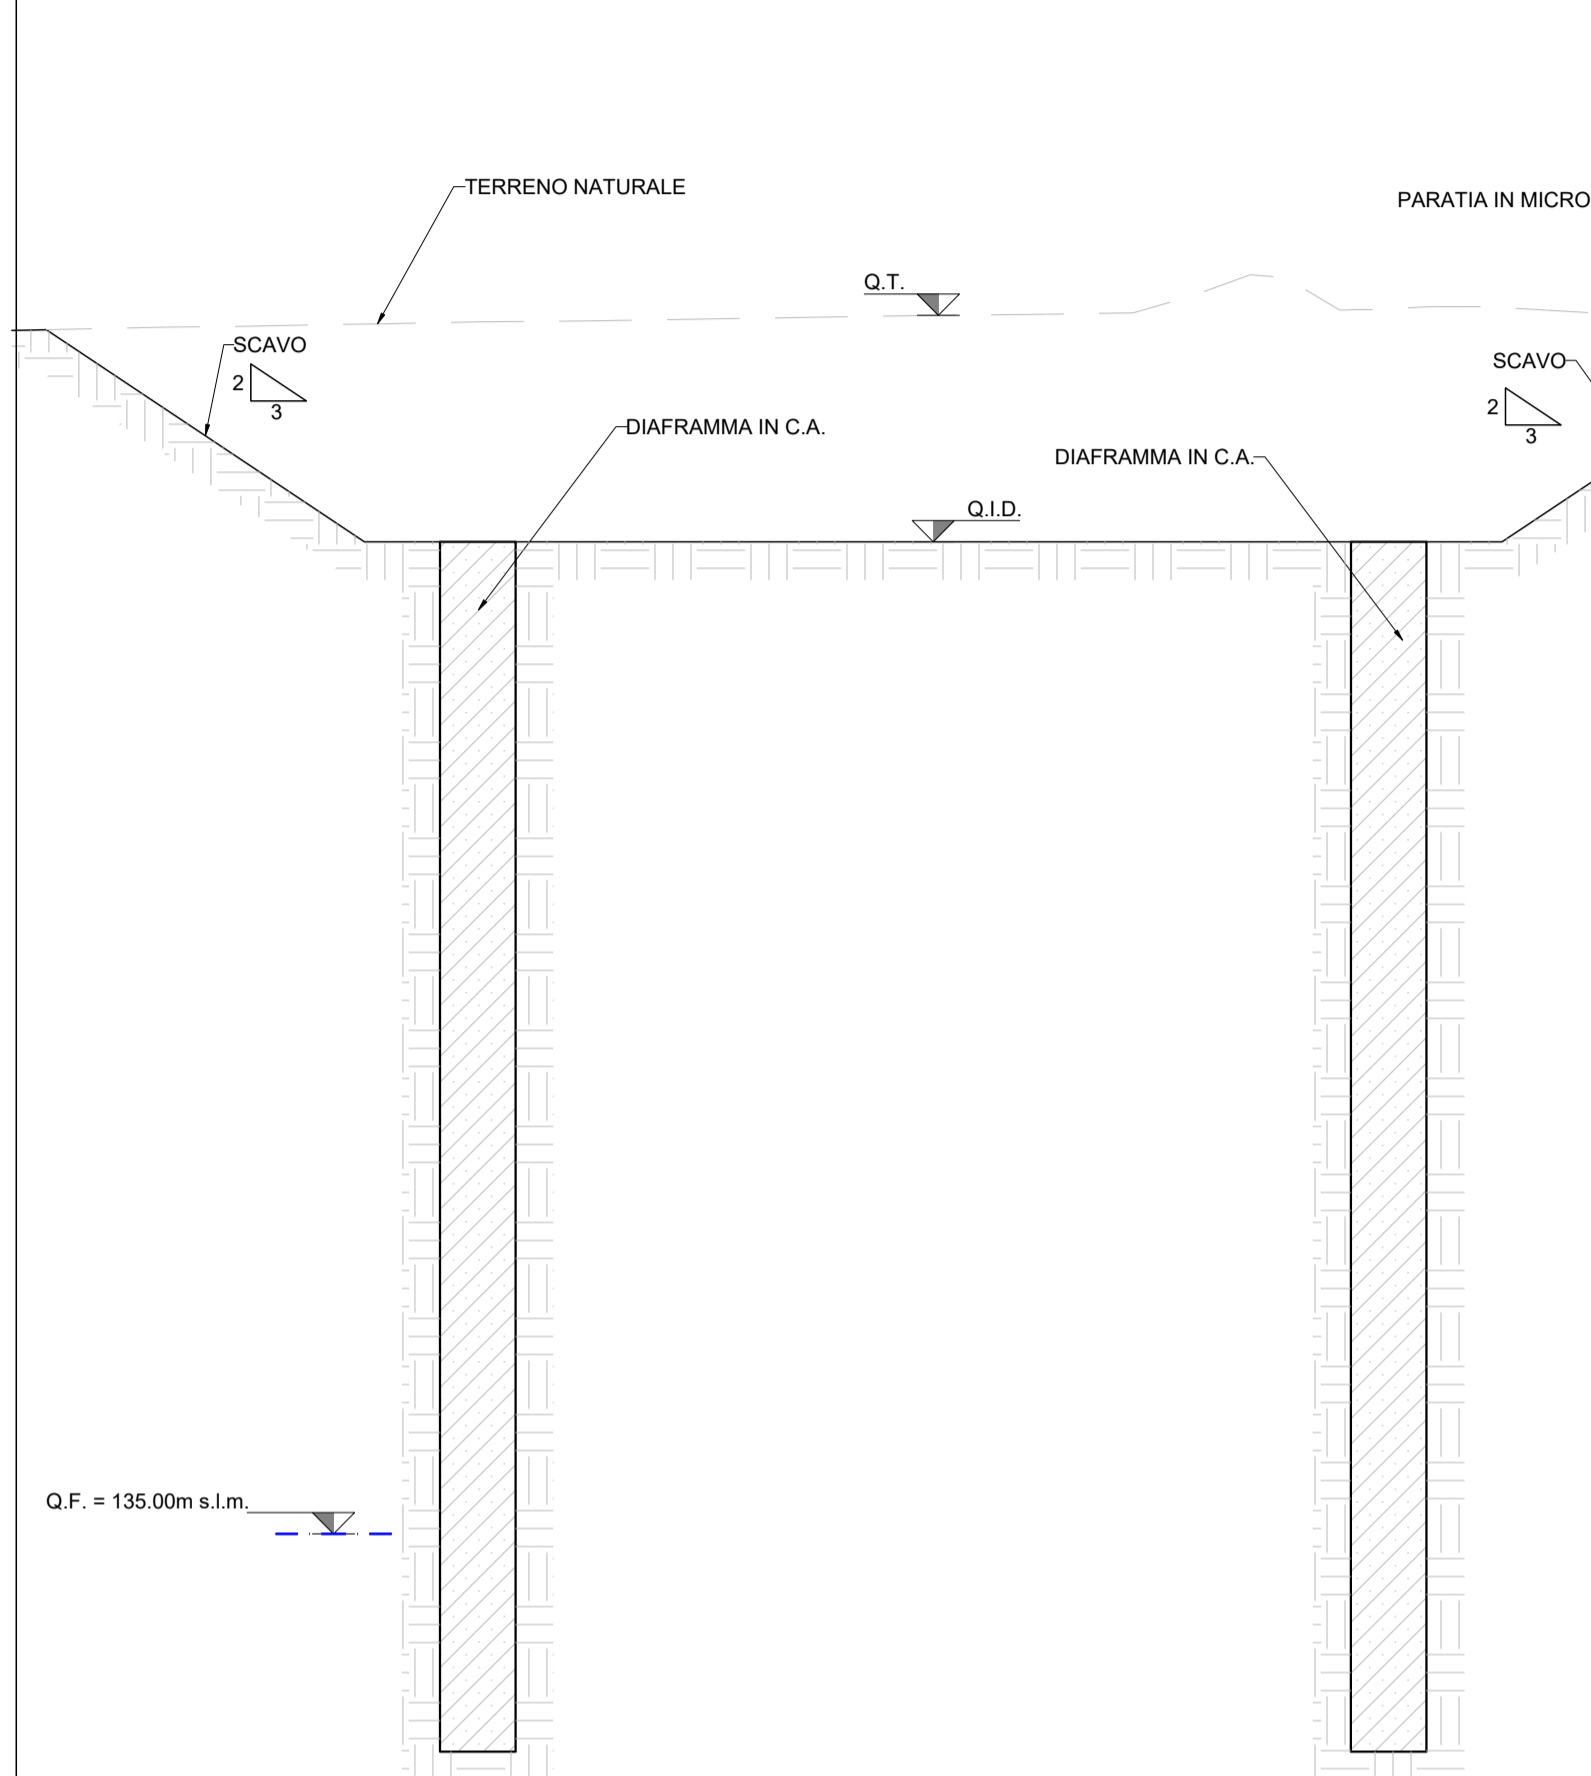 TERRENO NATURALE
PARATIA IN MICRO
Q.T.
SCAVO
2
3
SCAVO
2
3
DIAFRAMMA IN C.A.
DIAFRAMMA IN C.A.
Q.I.D.
Q.F. = 135.00m s.l.m.